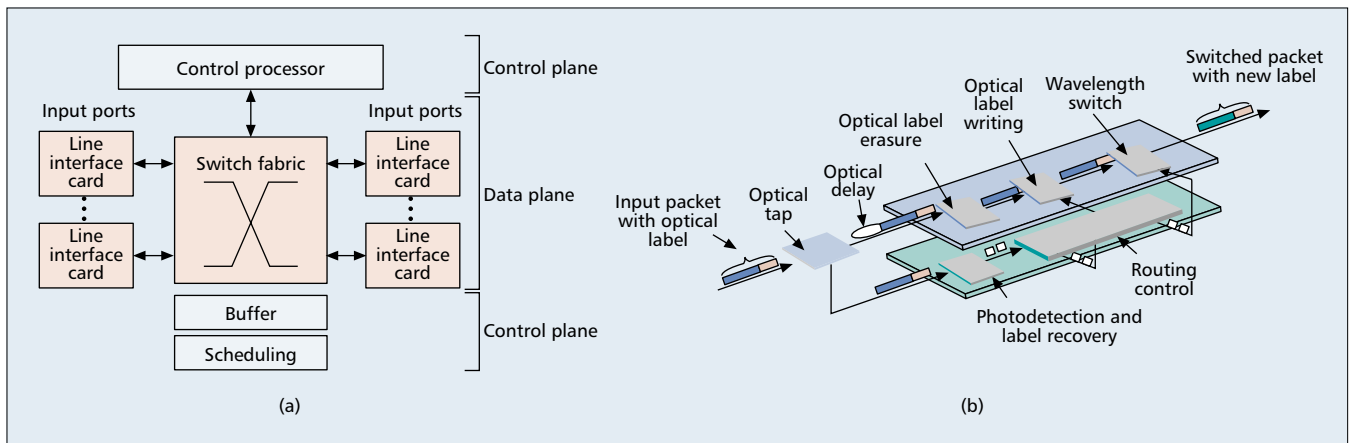 Control processor
Control plane
Input ports
Input ports
Line
interface
card
Switch fabric
Line
interface
card
Data plane
Line
interface
card
Line
interface
card
Buffer
Scheduling
Control plane
(a)
Input packet
with optical
label
Optical
tap
Optical
delay
Optical label
erasure
Optical
label
writing
Wavelength
switch
Switched packet
with new label
Routing
control
Photodetection and
label recovery
(b)